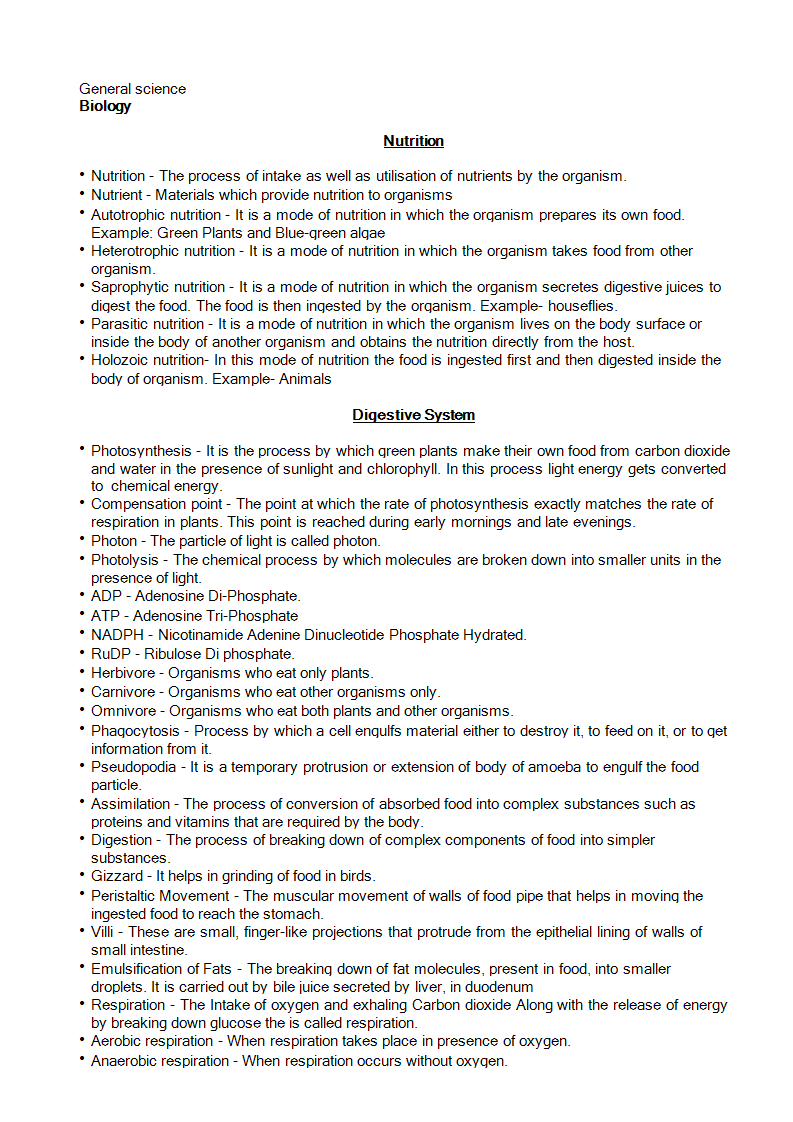 General science
Biology
Nutrition
• Nutrition - The process of intake as well as utilisation of nutrients by the organism.
• Nutrient - Materials which provide nutrition to organisms
• Autotrophic nutrition - It is a mode of nutrition in which the organism prepares its own food.
Example: Green Plants and Blue-green algae
• Heterotrophic nutrition - It is a mode of nutrition in which the organism takes food from other
organism.
• Saprophytic nutrition - It is a mode of nutrition in which the organism secretes digestive juices to
digest the food. The food is then ingested by the organism. Example- houseflies.
• Parasitic nutrition - It is a mode of nutrition in which the organism lives on the body surface or
inside the body of another organism and obtains the nutrition directly from the host.
• Holozoic nutrition- In this mode of nutrition the food is ingested first and then digested inside the
body of organism. Example- Animals
Digestive System
• Photosynthesis - It is the process by which green plants make their own food from carbon dioxide
and water in the presence of sunlight and chlorophyll. In this process light energy gets converted
to chemical energy.
• Compensation point - The point at which the rate of photosynthesis exactly matches the rate of
respiration in plants. This point is reached during early mornings and late evenings.
• Photon - The particle of light is called photon.
• Photolysis - The chemical process by which molecules are broken down into smaller units in the
presence of light.
• ADP - Adenosine Di-Phosphate.
• ATP - Adenosine Tri-Phosphate
• NADPH - Nicotinamide Adenine Dinucleotide Phosphate Hydrated.
• RuDP - Ribulose Di phosphate.
• Herbivore - Organisms who eat only plants.
• Carnivore - Organisms who eat other organisms only.
• Omnivore - Organisms who eat both plants and other organisms.
• Phagocytosis - Process by which a cell engulfs material either to destroy it, to feed on it, or to get
information from it.
• Pseudopodia - It is a temporary protrusion or extension of body of amoeba to engulf the food
particle.
• Assimilation - The process of conversion of absorbed food into complex substances such as
proteins and vitamins that are required by the body.
• Digestion - The process of breaking down of complex components of food into simpler
substances.
• Gizzard - It helps in grinding of food in birds.
• Peristaltic Movement - The muscular movement of walls of food pipe that helps in moving the
ingested food to reach the stomach.
• Villi - These are small, finger-like projections that protrude from the epithelial lining of walls of
small intestine.
• Emulsification of Fats - The breaking down of fat molecules, present in food, into smaller
droplets. It is carried out by bile juice secreted by liver, in duodenum
• Respiration - The Intake of oxygen and exhaling Carbon dioxide Along with the release of energy
by breaking down glucose the is called respiration.
• Aerobic respiration - When respiration takes place in presence of oxygen.
• Anaerobic respiration - When respiration occurs without oxygen.